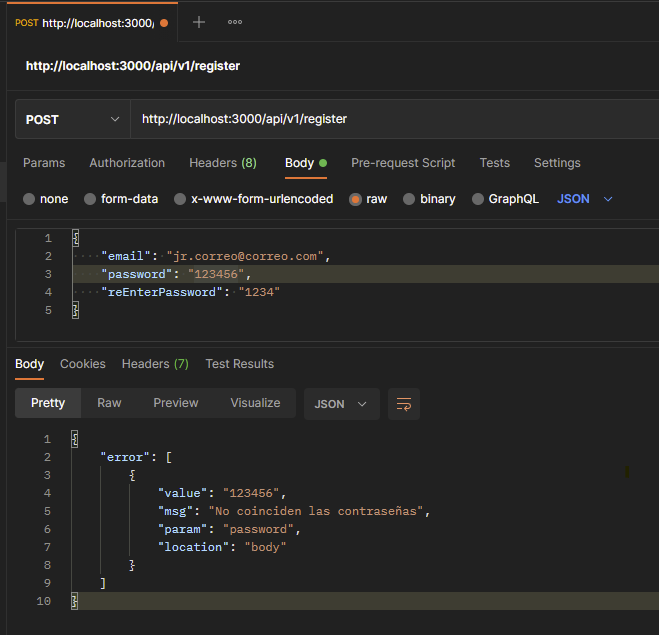 POST http://localhost:3000/
http://localhost:3000/api/v1/register
POST http://localhost:3000/api/v1/register
Params Authorization Headers (8) Body Pre-request Script Tests Settings
none form-data x-www-form-urlencoded raw binary GraphQL JSON
1 {
2 "email": "jr.correo@correo.com",
3 "password": "123456",
4 "reEnterPassword": "1234"
5 }
Body Cookies Headers (7) Test Results
Pretty Raw Preview Visualize JSON
1 {
2 "error": [
3 {
4 "value": "123456",
5 "msg": "No coinciden las contraseñas",
6 "param": "password",
7 "location": "body"
8 }
9 ]
10 }